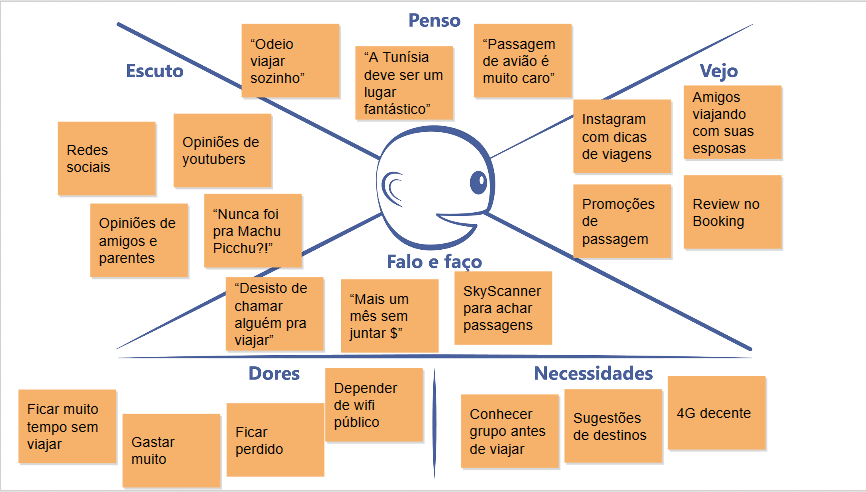 Penso
“Odeio
viajar
sozinho”
“A Tunísia
deve ser um
lugar
fantástico”
“Passagem
de avião é
muito caro”
Escuto
Redes
sociais
Opiniões de
youtubers
Opiniões de
amigos e
parentes
“Nunca foi
pra Machu
Picchu?!”
Vejo
Instagram
com dicas
de viagens
Amigos
viajando
com suas
esposas
Promoções
de
passagem
Review no
Booking
Falo e faço
“Desisto de
chamar
alguém pra
viajar”
“Mais um
mês sem
juntar $”
SkyScanner
para achar
passagens
Dores
Ficar muito
tempo sem
viajar
Gastar
muito
Ficar
perdido
Depender
de wifi
público
Necessidades
Conhecer
grupo antes
de viajar
Sugestões
de destinos
4G decente